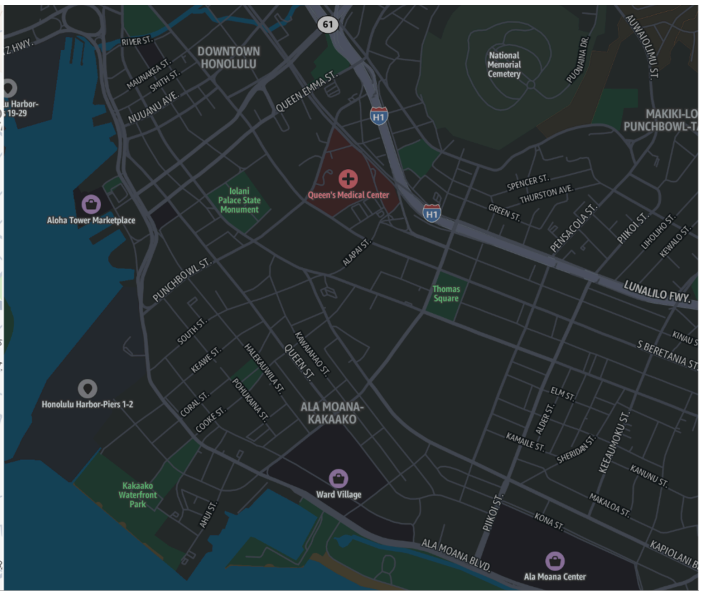 61
RIVER ST.
Z HWY.
DOWNTOWN
HONOLULU
MAUNAKEA ST.
SMITH ST.
NUUANU AVE
QUEEN EMMA ST.
National
Memorial
Cemetery
PUOWAINA DR.
AUWAIOLIMU ST.
u Harbor-
19-29
H1
MAKIKI-LO
PUNCHBOWL-TA
Queen's Medical Center
Iolani
Palace State
Monument
Aloha Tower Marketplace
H1
SPENCER ST.
THURSTON AVE.
GREEN ST.
PENSACOLA ST.
PIIKOI ST.
UHOUHO ST.
KEWALO ST.
ALAPAI ST.
PUNCHBOWL ST.
Thomas
Square
LUNALILO FWY.
SOUTH ST.
KEAWE ST.
HALEKAUWILA ST.
QUEEN ST.
KAWAIAHAO ST.
KINAU S
S BERETANIA ST.
Honolulu Harbor-Piers 1-2
CORAL ST.
COOKE ST.
POHUKAINA ST.
ALA MOANA-
KAKAAKO
ELM ST.
ALDER ST.
KAMAILE ST.
SHERIDAN ST.
KEEAUMOKU ST.
KANUNU ST.
MAKALOA ST.
Kakaako
Waterfront
Park
AHUI ST.
Ward Village
PIIKOI ST.
KONA ST.
KAPIOLANI B
ALA MOANA BLVD
Ala Moana Center